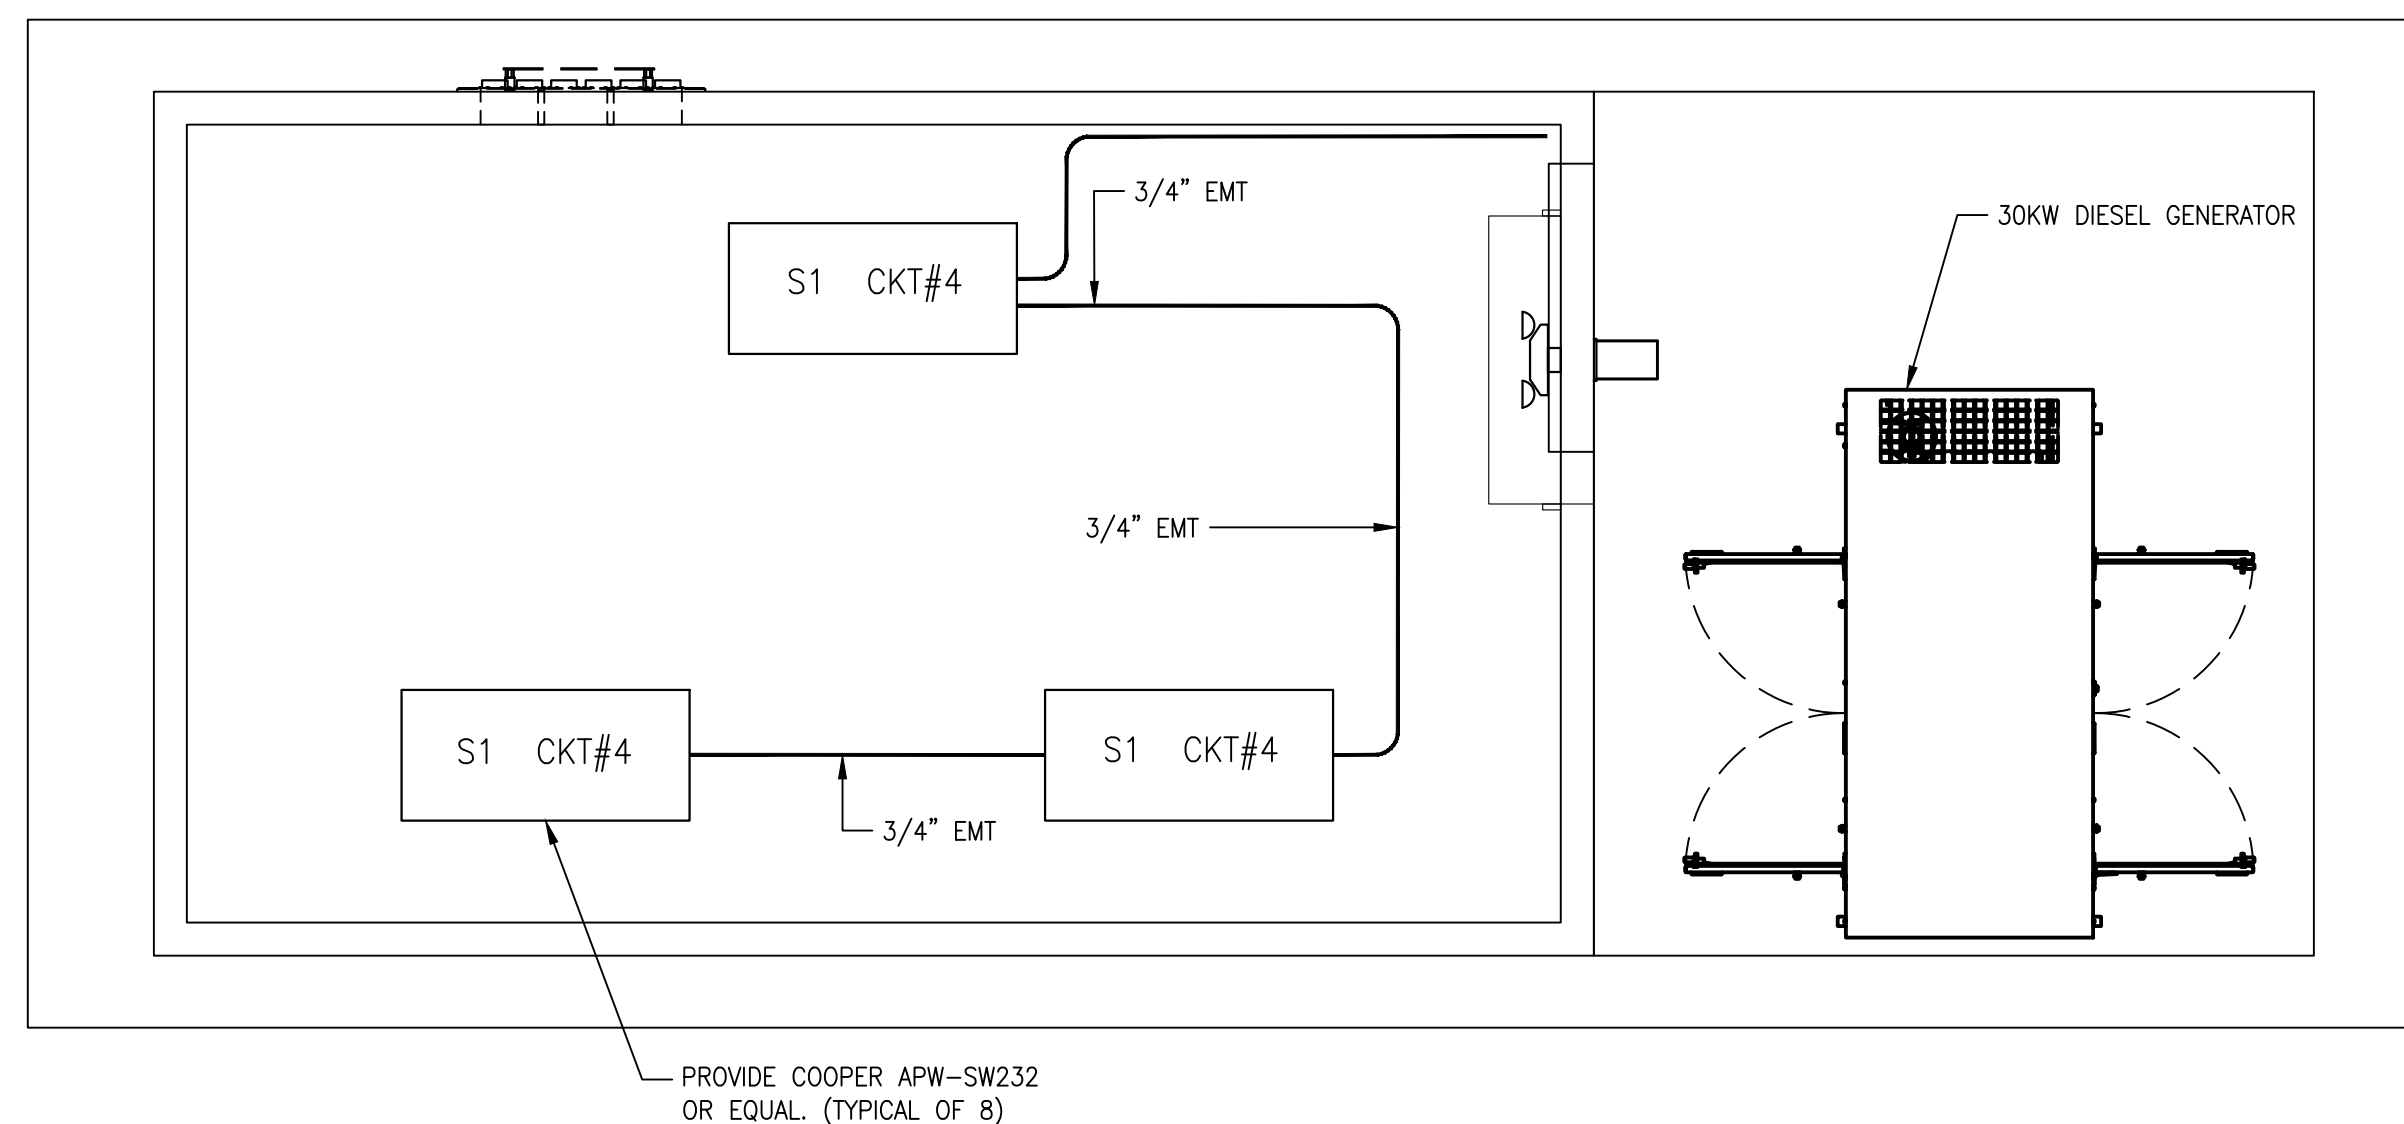 3/4” EMT
30KW DIESEL GENERATOR
S1 CKT#4
3/4” EMT
S1 CKT#4
S1 CKT#4
3/4” EMT
PROVIDE COOPER APW-SW232
OR EQUAL. (TYPICAL OF 8)